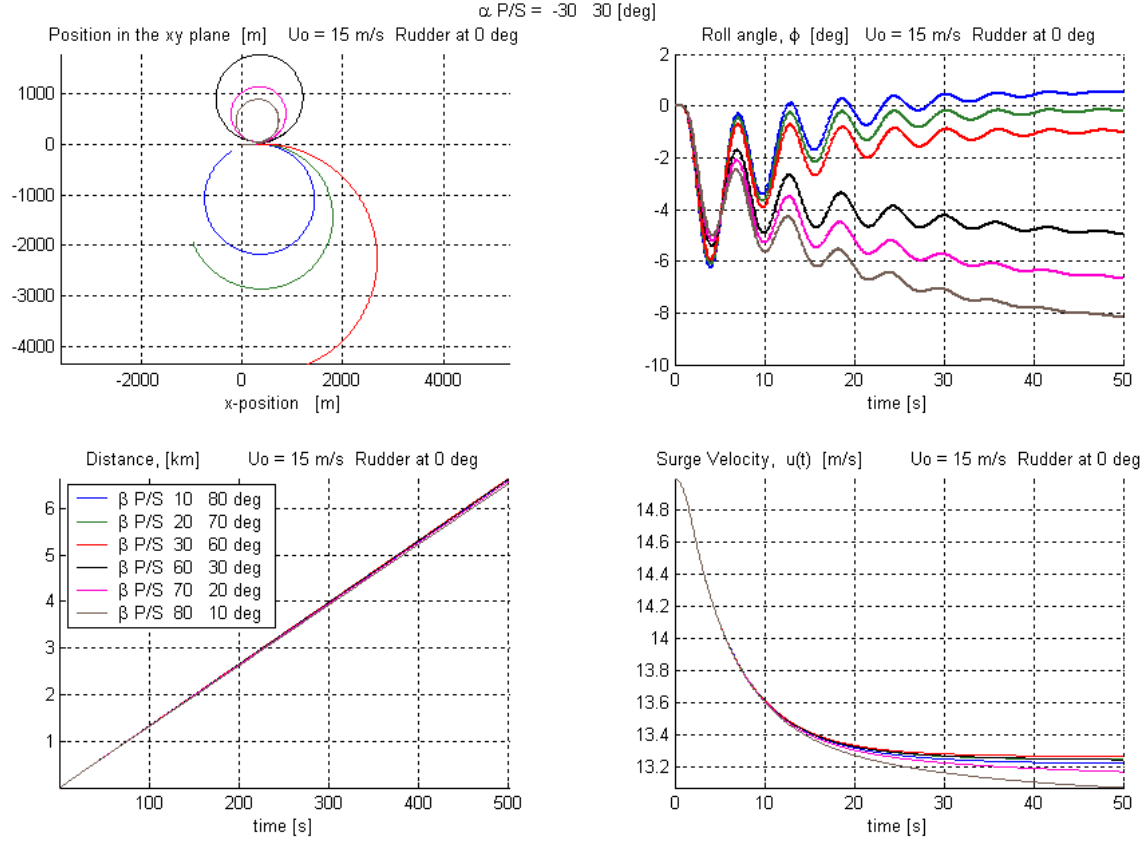 α P/S = -30 30 [deg]
Position in the xy plane [m] Uo = 15 m/s Rudder at 0 deg
1000
0
-1000
-2000
-3000
-4000
-2000 0 2000 4000
x-position [m]
Roll angle, ϕ [deg] Uo = 15 m/s Rudder at 0 deg
0
-2
-4
-6
-8
-10
0 10 20 30 40 50
time [s]
Distance, [km] Uo = 15 m/s Rudder at 0 deg
6
5
4
3
2
1
β P/S 10 80 deg
β P/S 20 70 deg
β P/S 30 60 deg
β P/S 60 30 deg
β P/S 70 20 deg
β P/S 80 10 deg
100 200 300 400 500
time [s]
Surge Velocity, u(t) [m/s] Uo = 15 m/s Rudder at 0 deg
14.8
14.6
14.4
14.2
14
13.8
13.6
13.4
13.2
0 10 20 30 40 50
time [s]